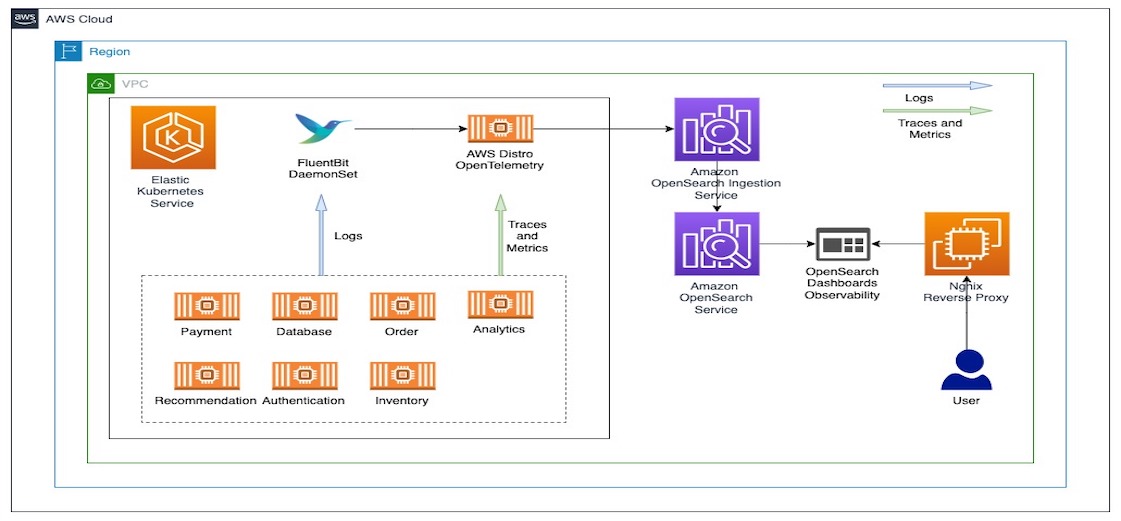 aws
AWS Cloud
Region
VPC
Logs
Traces and
Metrics
K
Elastic
Kubernetes
Service
FluentBit
DaemonSet
AWS Distro
OpenTelemetry
Amazon
OpenSearch Ingestion
Service
Logs
Traces
and
Metrics
Amazon
OpenSearch
Service
OpenSearch
Dashboards
Observability
Ngnix
Reverse Proxy
Payment
Database
Order
Analytics
Recommendation
Authentication
Inventory
User